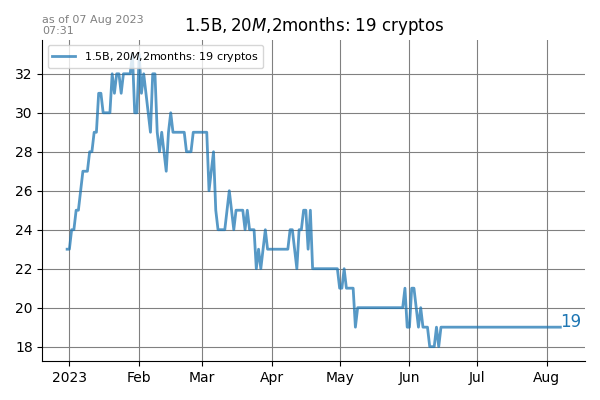 as of 07 Aug 2023
07:31
1.5B, 20M,2months: 19 cryptos
1.5B, 20M,2months: 19 cryptos
32
30
28
26
24
22
20
18
19
2023
Feb
Mar
Apr
May
Jun
Jul
Aug